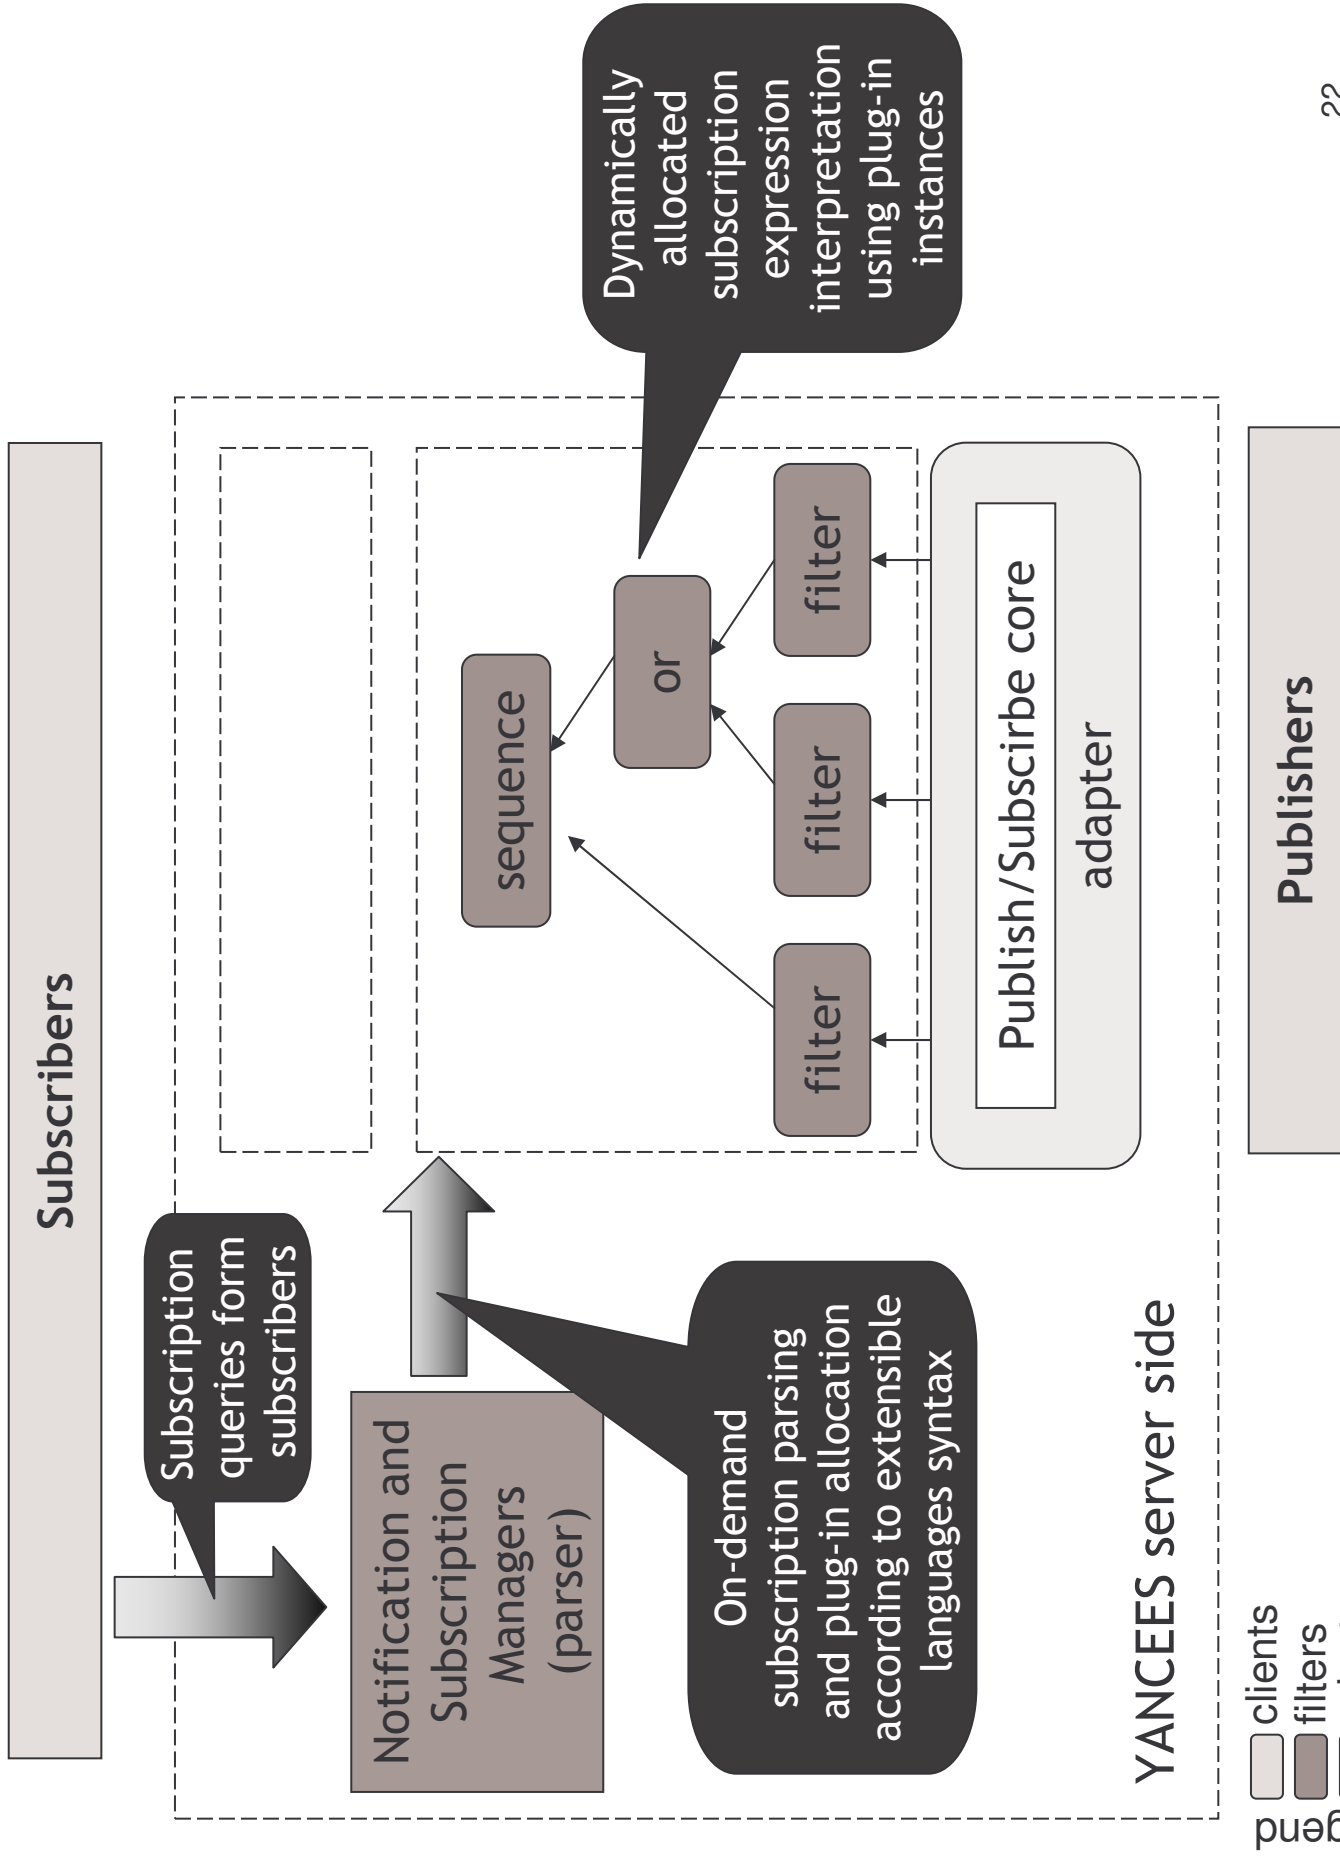 Subscribers
Subscription
queries form
subscribers
Notification and
Subscription
Managers
(parser)
On-demand
subscription parsing
and plug-in allocation
according to extensible
languages syntax
sequence
or
filter
filter
filter
Dynamically
allocated
subscription
expression
interpretation
using plug-in
instances
Publish/Subscirbe core
adapter
YANCEES server side
Publishers
clients
filters
22